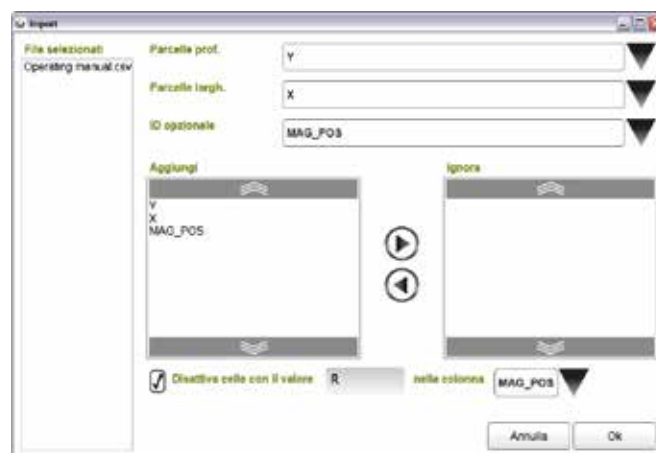 Import
File selezionati
Operating manual.csv
Parcelle prof.
Y
Parcelle largh.
X
ID opzionale
MAG_POS
Aggiungi
Ignora
Y
X
MAG_POS
Disattiva celle con il valore R nella colonna MAG_POS
Annulla Ok